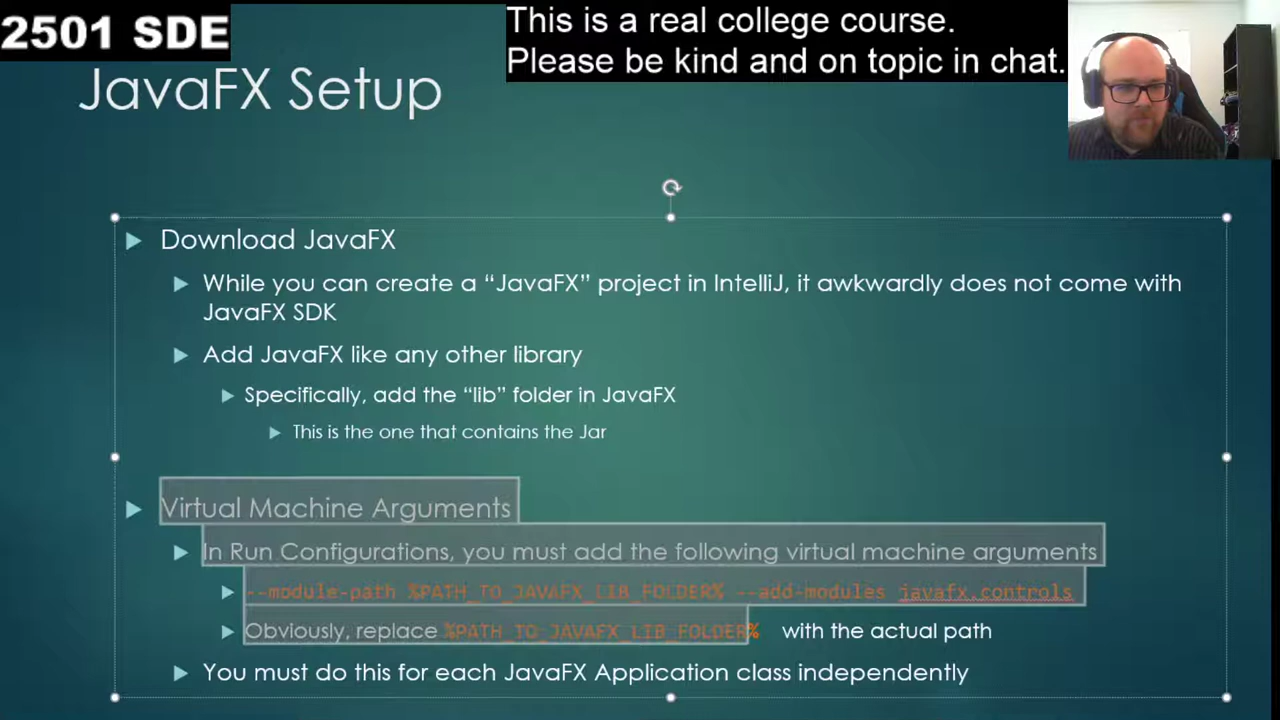 2501 SDE
This is a real college course.
Please be kind and on topic in chat.
JavaFX Setup
Download JavaFX
While you can create a “JavaFX” project in IntelliJ, it awkwardly does not come with
JavaFX SDK
Add JavaFX like any other library
Specifically, add the “lib” folder in JavaFX
This is the one that contains the Jar
Virtual Machine Arguments
In Run Configurations, you must add the following virtual machine arguments
--module-path %PATH_TO_JAVAFX_LIB_FOLDER% --add-modules javafx.controls
Obviously, replace %PATH_TO_JAVAFX_LIB_FOLDER% with the actual path
You must do this for each JavaFX Application class independently